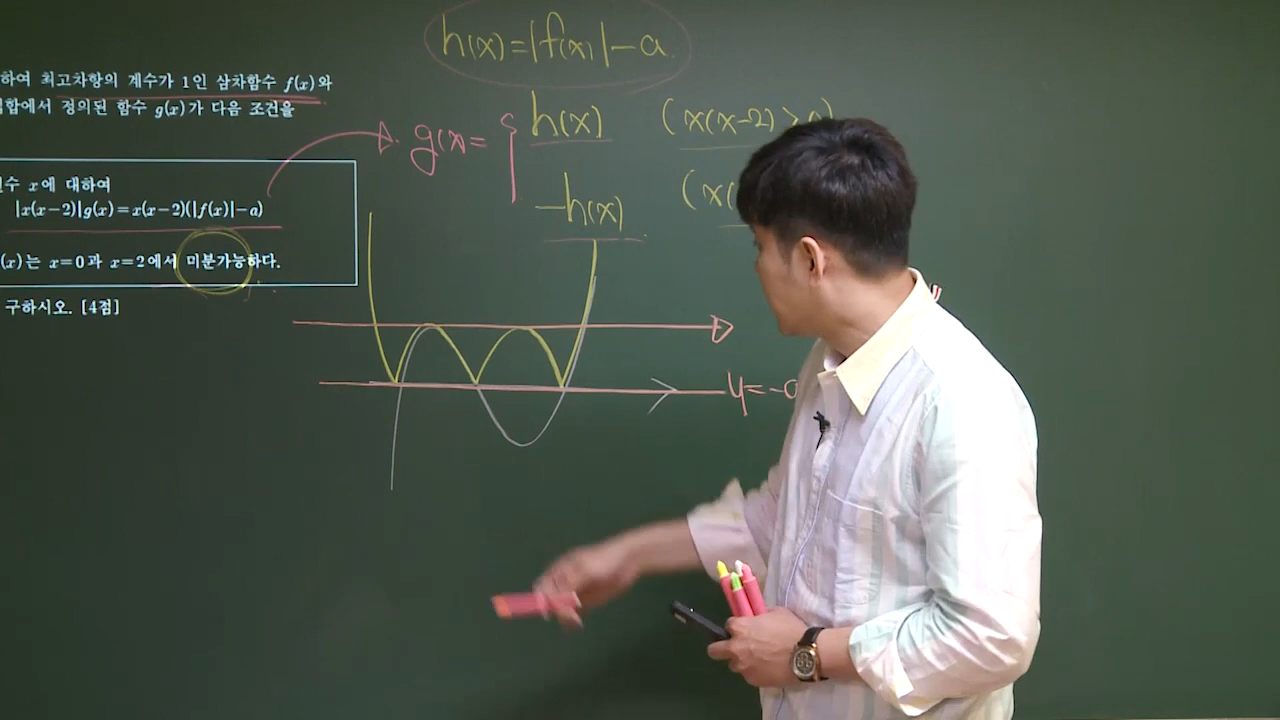 h(x)=|f(x)|-a
하여 최고차항의 계수가 1인 삼차함수 f(x)와
집합에서 정의된 함수 g(x)가 다음 조건을
g(x)= { h(x) (x(x-2)>0)
-h(x) (x(
수 x에 대하여
|x(x-2)|g(x)=x(x-2)(|f(x)|-a)
(x)는 x=0과 x=2에서 미분가능하다.
구하시오. [4점]
y=-a